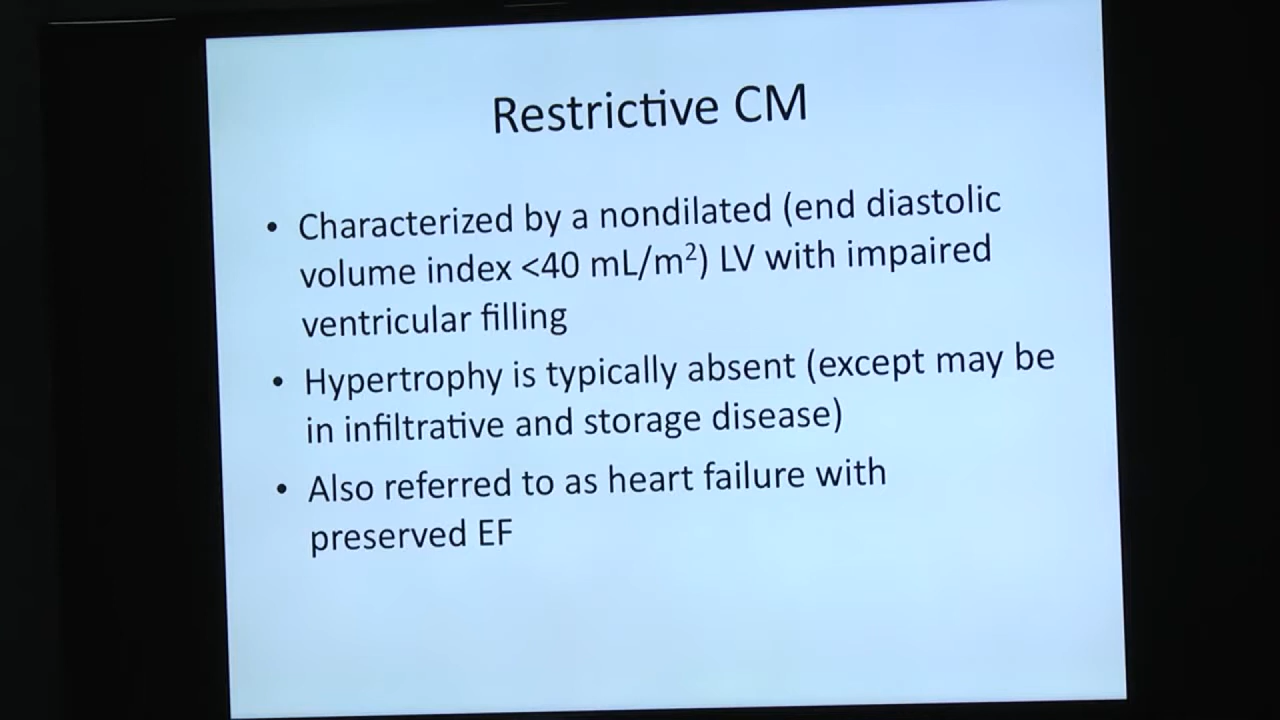 Restrictive CM
• Characterized by a nondilated (end diastolic
volume index <40 mL/m²) LV with impaired
ventricular filling
• Hypertrophy is typically absent (except may be
in infiltrative and storage disease)
• Also referred to as heart failure with
preserved EF